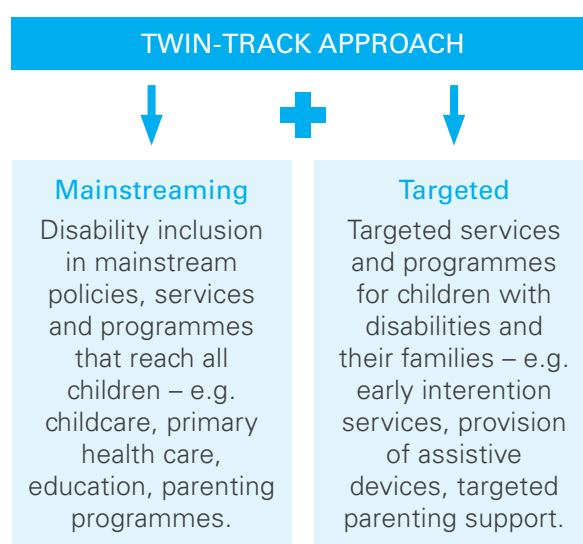 TWIN-TRACK APPROACH
Mainstreaming
Disability inclusion
in mainstream
policies, services
and programmes
that reach all
children – e.g.
childcare, primary
health care,
education, parenting
programmes.
Targeted
Targeted services
and programmes
for children with
disabilities and
their families – e.g.
early interention
services, provision
of assistive
devices, targeted
parenting support.